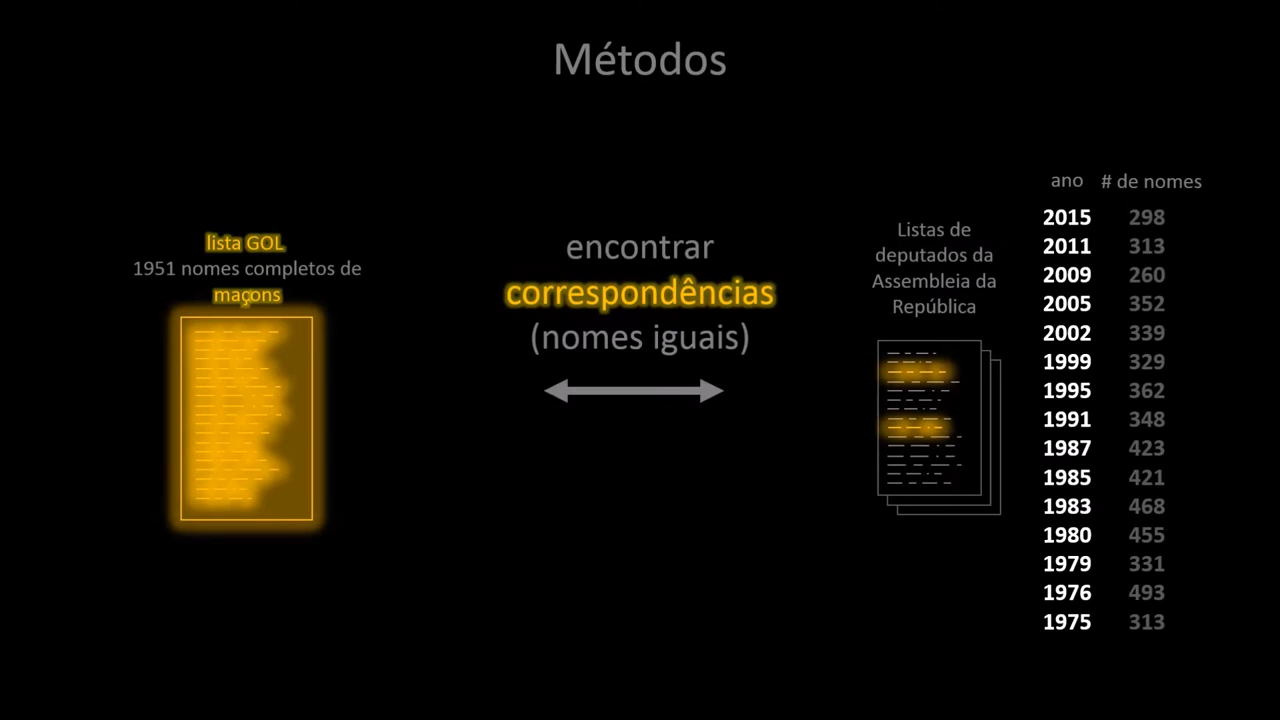 Métodos
lista GOL
1951 nomes completos de
maçons
encontrar
correspondências
(nomes iguais)
Listas de
deputados da
Assembleia da
República
ano # de nomes
2015 298
2011 313
2009 260
2005 352
2002 339
1999 329
1995 362
1991 348
1987 423
1985 421
1983 468
1980 455
1979 331
1976 493
1975 313